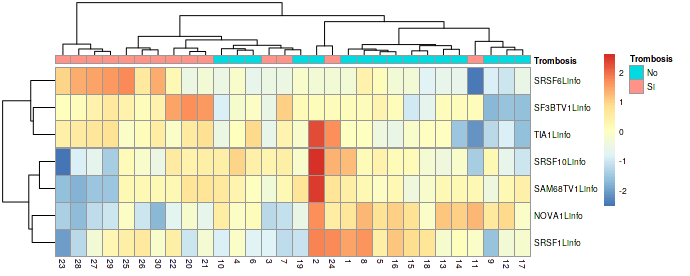 Trombosis
SRSF6Linfo
SF3BTV1Linfo
TIA1Linfo
SRSF10Linfo
SAM68TV1Linfo
NOVA1Linfo
SRSF1Linfo
23 28 27 29 25 26 30 22 20 21 10 4 6 3 7 19 2 24 1 8 5 16 15 18 13 14 11 9 12 17
2
1
0
-1
-2
Trombosis
No
Si